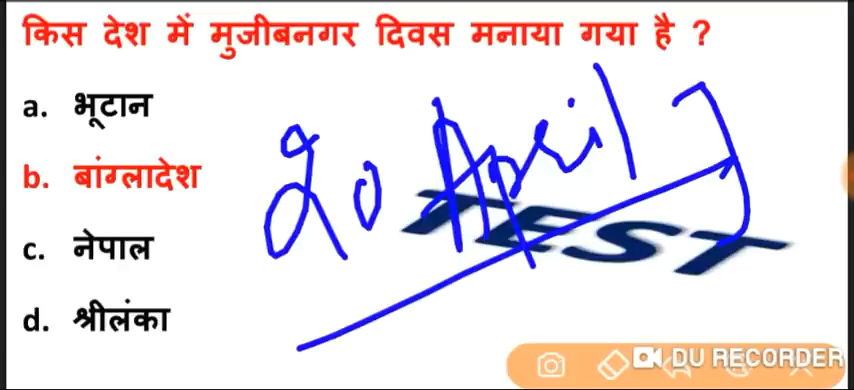 किस देश में मुजीबनगर दिवस मनाया गया है ?
a. भूटान
20 April
b. बांग्लादेश
TEST
c. नेपाल
d. श्रीलंका
DU RECORDER